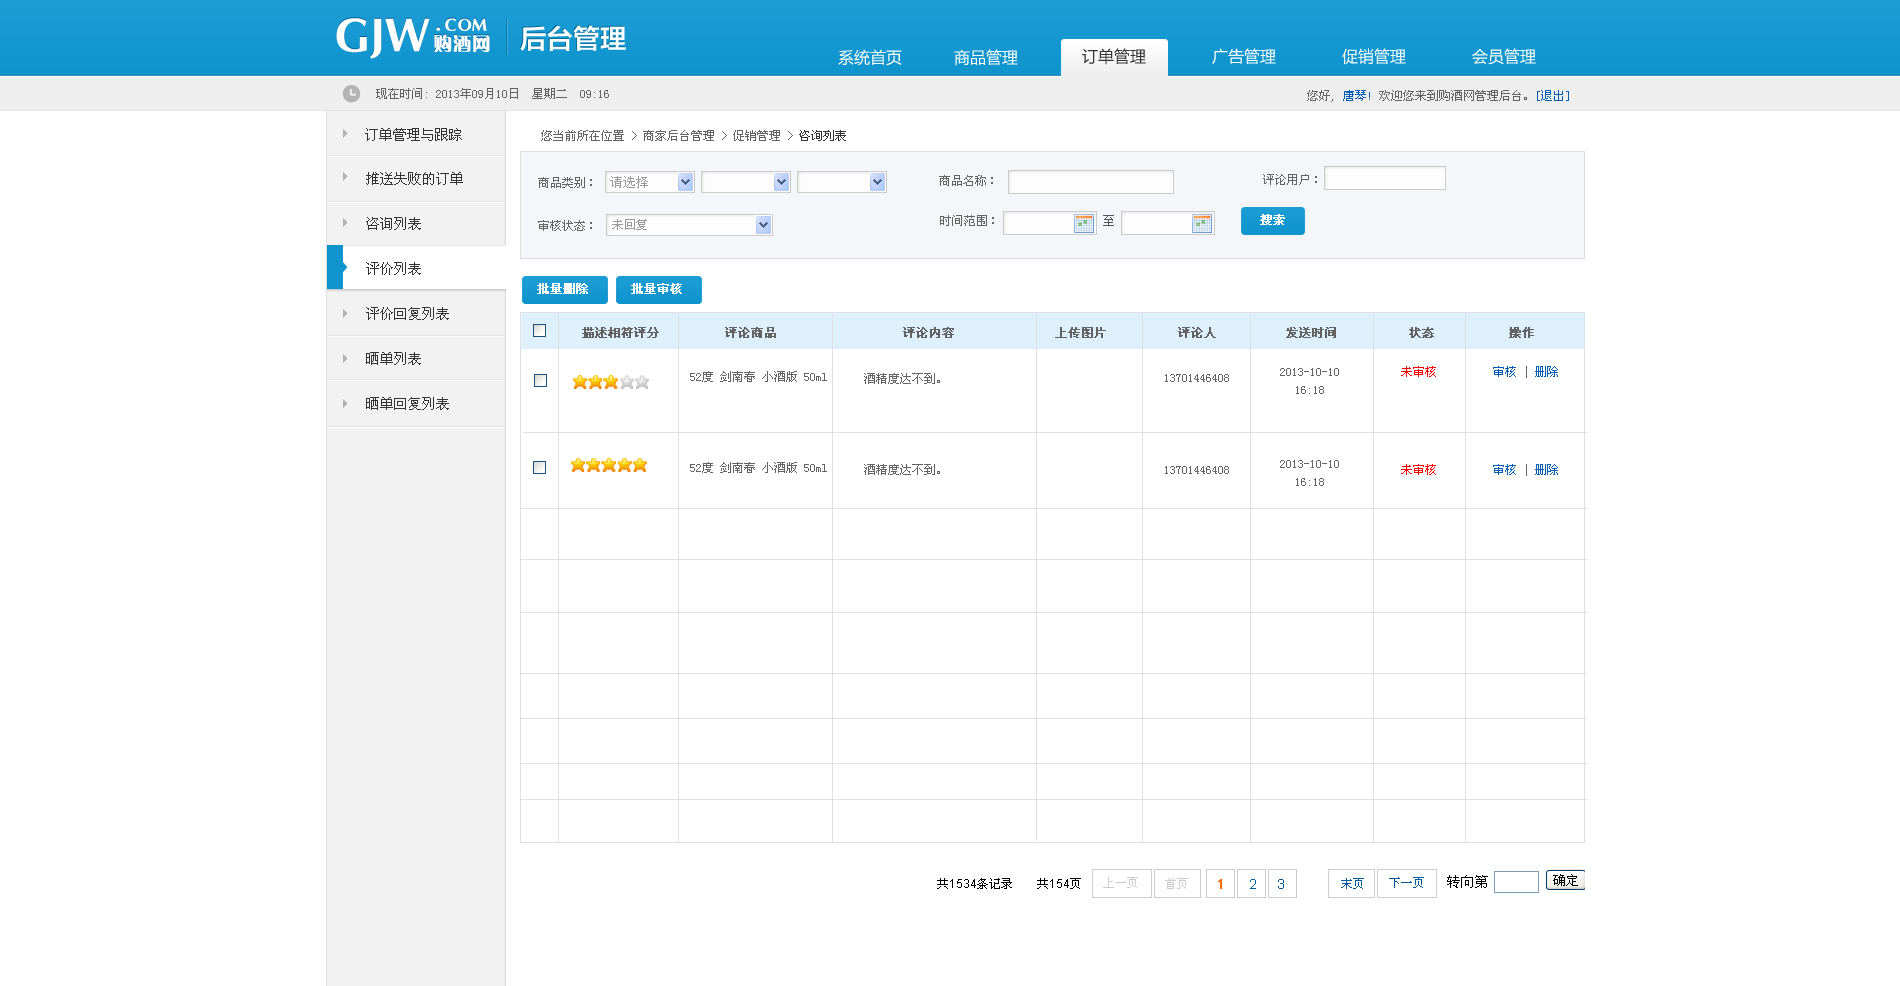 GJW.COM 购酒网 后台管理
系统首页 商品管理 订单管理 广告管理 促销管理 会员管理
现在时间：2013年09月10日 星期二 09:16
您好，唐琴！欢迎您来到购酒网管理后台。[退出]
订单管理与跟踪
推送失败的订单
咨询列表
评价列表
评价回复列表
晒单列表
晒单回复列表
您当前所在位置 > 商家后台管理 > 促销管理 > 咨询列表
商品类别： 请选择 商品名称： 评论用户：
审核状态： 未回复 时间范围： 至 搜索
批量删除 批量审核
描述相符评分 评论商品 评论内容 上传图片 评论人 发送时间 状态 操作
52度 剑南春 小酒版 50ml 酒精度达不到。 13701446408 2013-10-10 未审核 审核 | 删除
16:18
52度 剑南春 小酒版 50ml 酒精度达不到。 13701446408 2013-10-10 未审核 审核 | 删除
16:18
共1534条记录 共154页 上一页 首页 1 2 3 末页 下一页 转向第 确定